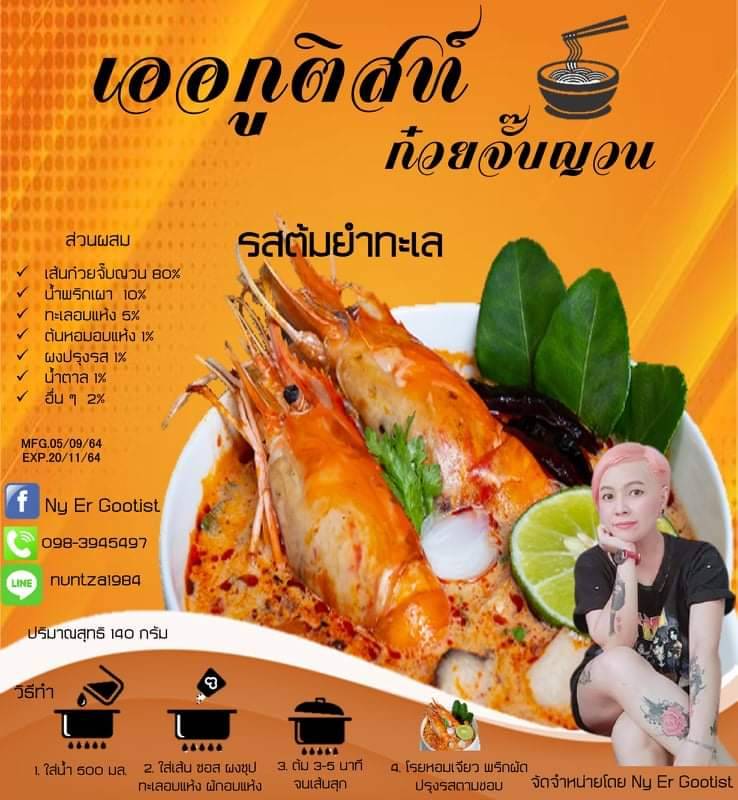 เออกูติสท์
ก๋วยจั๊บญวน
รสต้มยำทะเล
ส่วนผสม
✓ เส้นก๋วยจั๊บญวน 80%
✓ น้ำพริกเผา 10%
✓ ทะเลอบแห้ง 5%
✓ ต้นหอมอบแห้ง 1%
✓ ผงปรุงรส 1%
✓ น้ำตาล 1%
✓ อื่น ๆ 2%
MFG.05/09/64
EXP.20/11/64
Ny Er Gootist
098-3945497
LINE nuntza1984
ปริมาณสุทธิ 140 กรัม
วิธีทำ
1. ใส่น้ำ 500 มล.
2. ใส่เส้น ซอส ผงซุป
ทะเลอบแห้ง ผักอบแห้ง
3. ต้ม 3-5 นาที
จนเส้นสุก
4. โรยหอมเจียว พริกผัด
ปรุงรสตามชอบ
จัดจำหน่ายโดย Ny Er Gootist